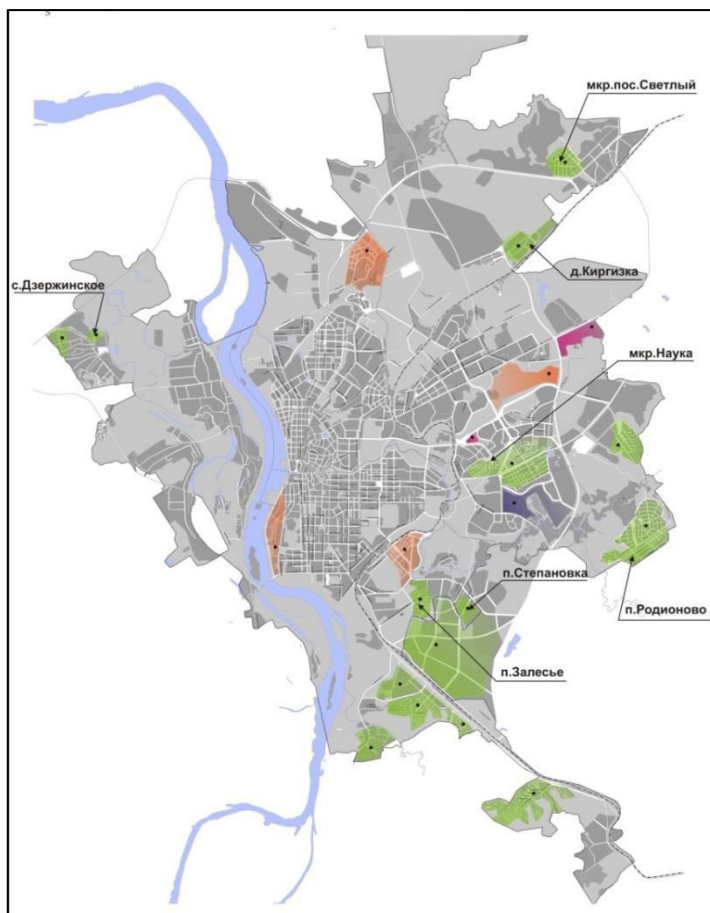 s
мкр.пос.Светлый
д.Киргизка
с.Дзержинское
мкр.Наука
п.Степановка
п.Родионово
п.Залесье